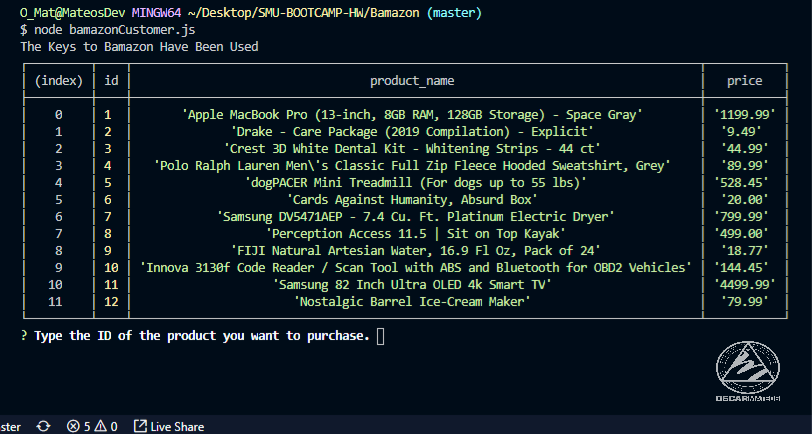 O_Mat@MateosDev MINGW64 ~/Desktop/SMU-BOOTCAMP-HW/Bamazon (master)
$ node bamazonCustomer.js
The Keys to Bamazon Have Been Used
(index) id product_name price
0 1 'Apple MacBook Pro (13-inch, 8GB RAM, 128GB Storage) - Space Gray' '1199.99'
1 2 'Drake - Care Package (2019 Compilation) - Explicit' '9.49'
2 3 'Crest 3D White Dental Kit - Whitening Strips - 44 ct' '44.99'
3 4 'Polo Ralph Lauren Men\'s Classic Full Zip Fleece Hooded Sweatshirt, Grey' '89.99'
4 5 'dogPACER Mini Treadmill (For dogs up to 55 lbs)' '528.45'
5 6 'Cards Against Humanity, Absurd Box' '20.00'
6 7 'Samsung DV5471AEP - 7.4 Cu. Ft. Platinum Electric Dryer' '799.99'
7 8 'Perception Access 11.5 | Sit on Top Kayak' '499.00'
8 9 'FIJI Natural Artesian Water, 16.9 Fl Oz, Pack of 24' '18.77'
9 10 'Innova 3130f Code Reader / Scan Tool with ABS and Bluetooth for OBD2 Vehicles' '144.45'
10 11 'Samsung 82 Inch Ultra OLED 4k Smart TV' '4499.99'
11 12 'Nostalgic Barrel Ice-Cream Maker' '79.99'
? Type the ID of the product you want to purchase.
OSCARMATEOS
ster 5 0 Live Share